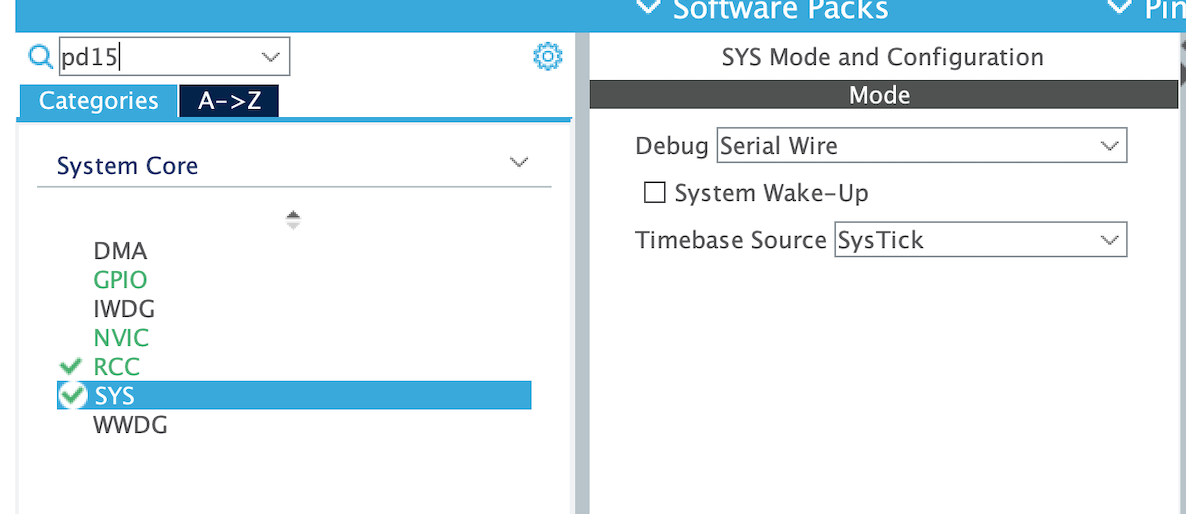 Software Packs
Pin
pd15
Categories
A->Z
System Core
DMA
GPIO
IWDG
NVIC
RCC
SYS
WWDG
SYS Mode and Configuration
Mode
Debug Serial Wire
System Wake-Up
Timebase Source SysTick